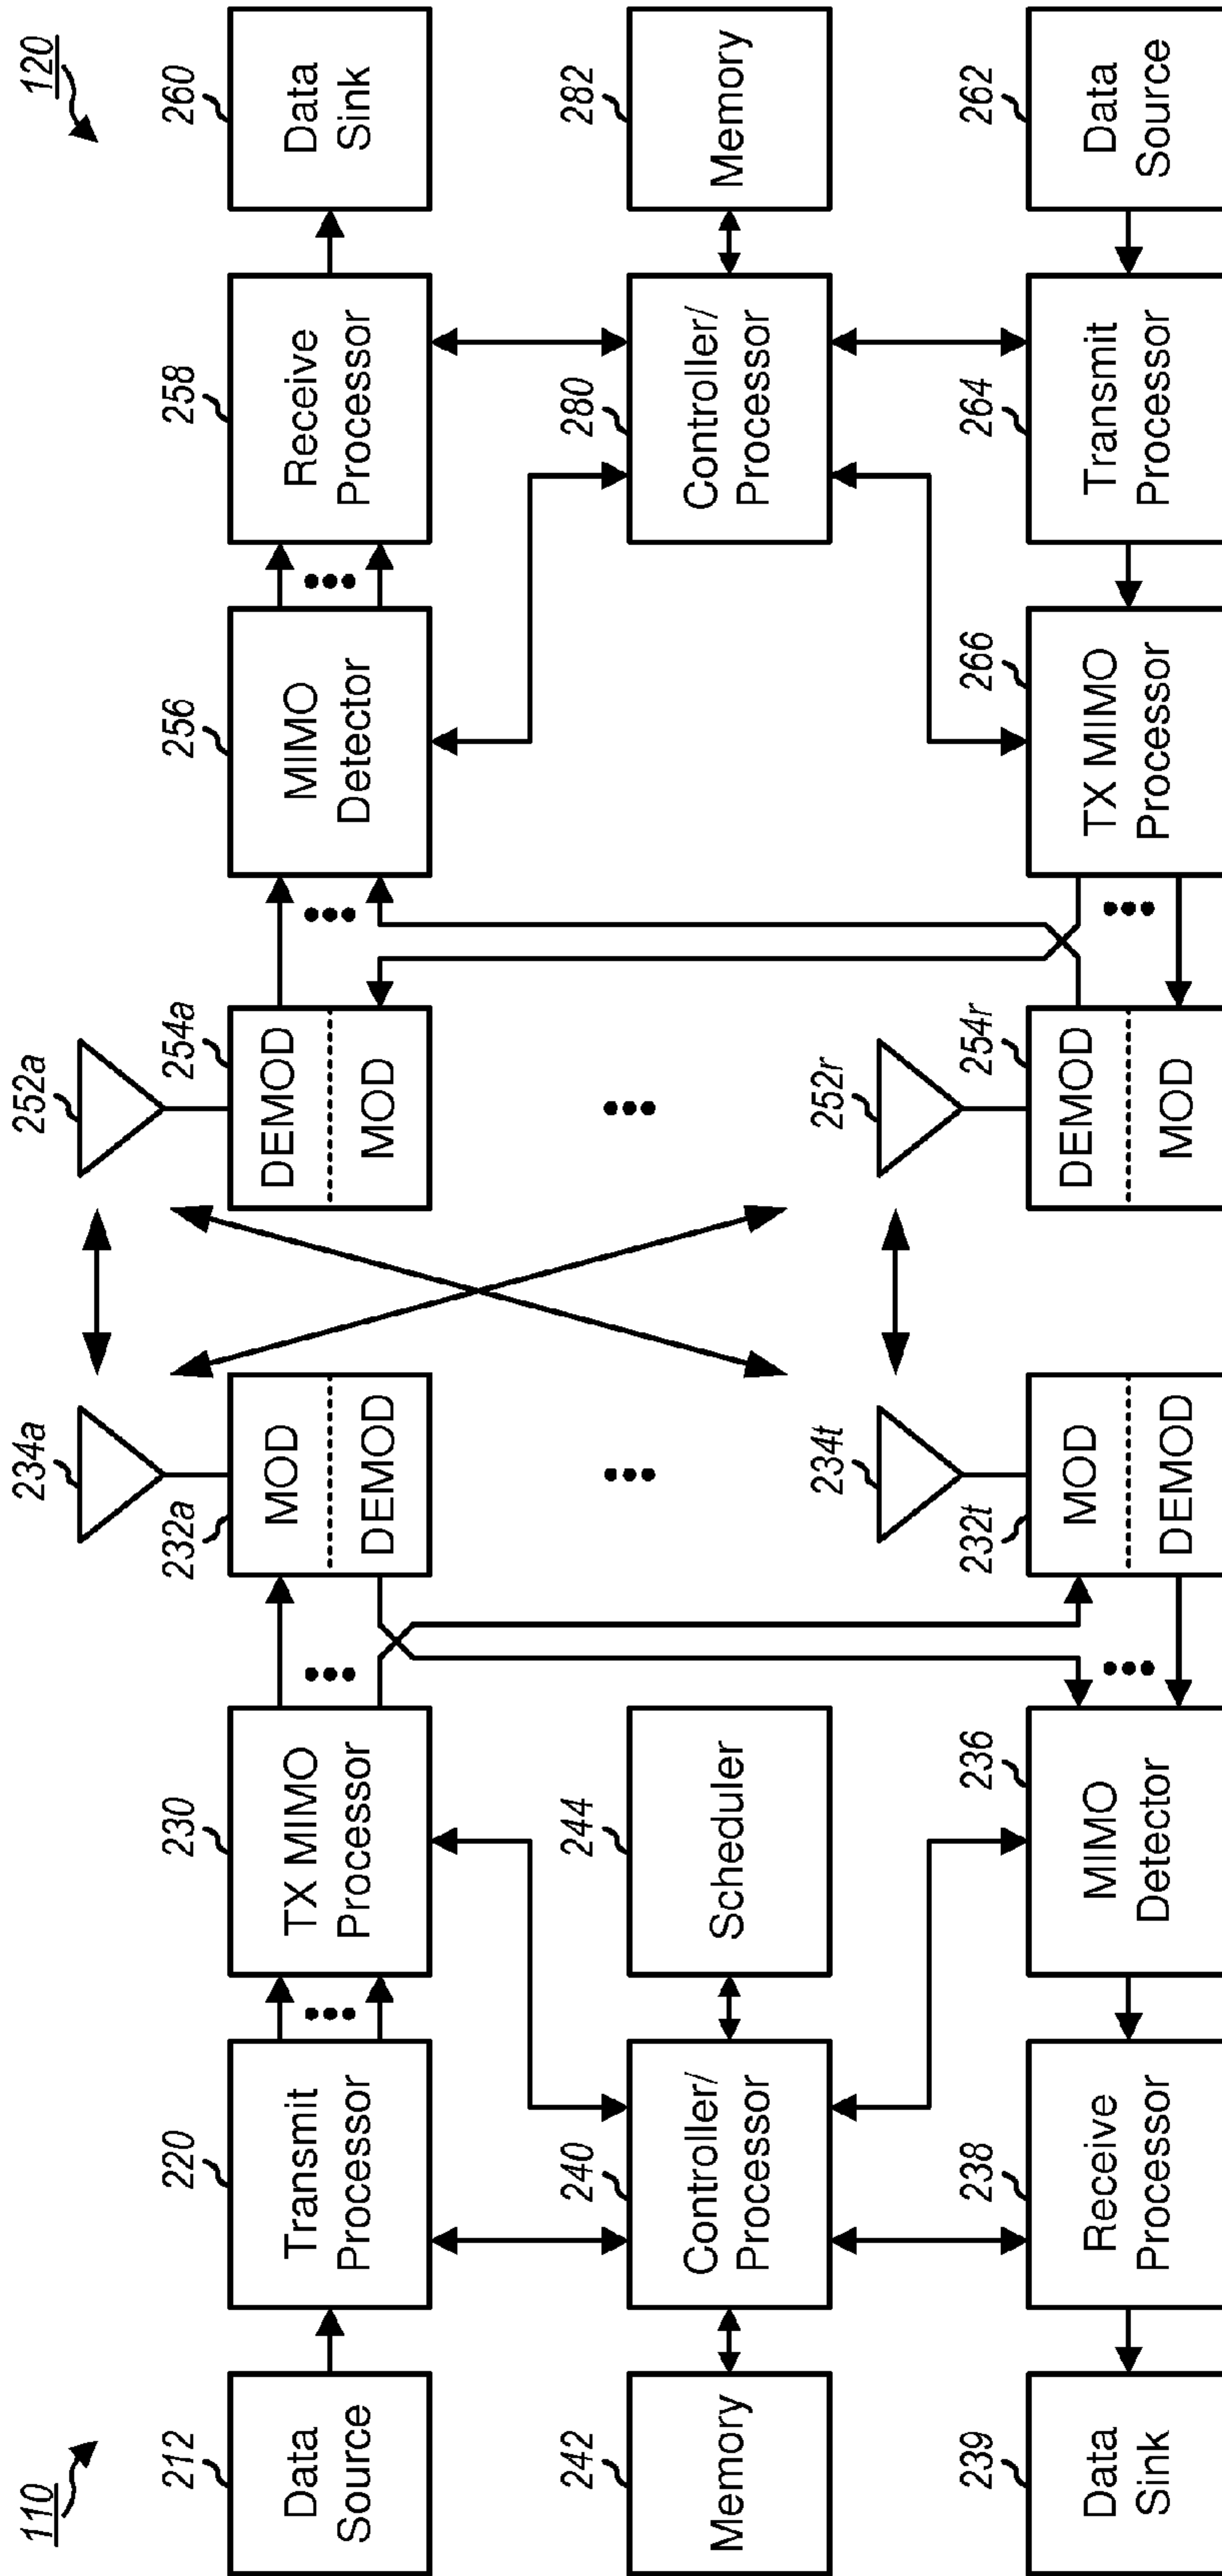 110
120
212
Data
Source
220
Transmit
Processor
230
TX MIMO
Processor
232a
MOD
DEMOD
234a
252a
254a
DEMOD
MOD
256
MIMO
Detector
258
Receive
Processor
260
Data
Sink
242
Memory
240
Controller/
Processor
244
Scheduler
280
Controller/
Processor
282
Memory
239
Data
Sink
238
Receive
Processor
236
MIMO
Detector
232t
MOD
DEMOD
234t
252r
254r
DEMOD
MOD
266
TX MIMO
Processor
264
Transmit
Processor
262
Data
Source